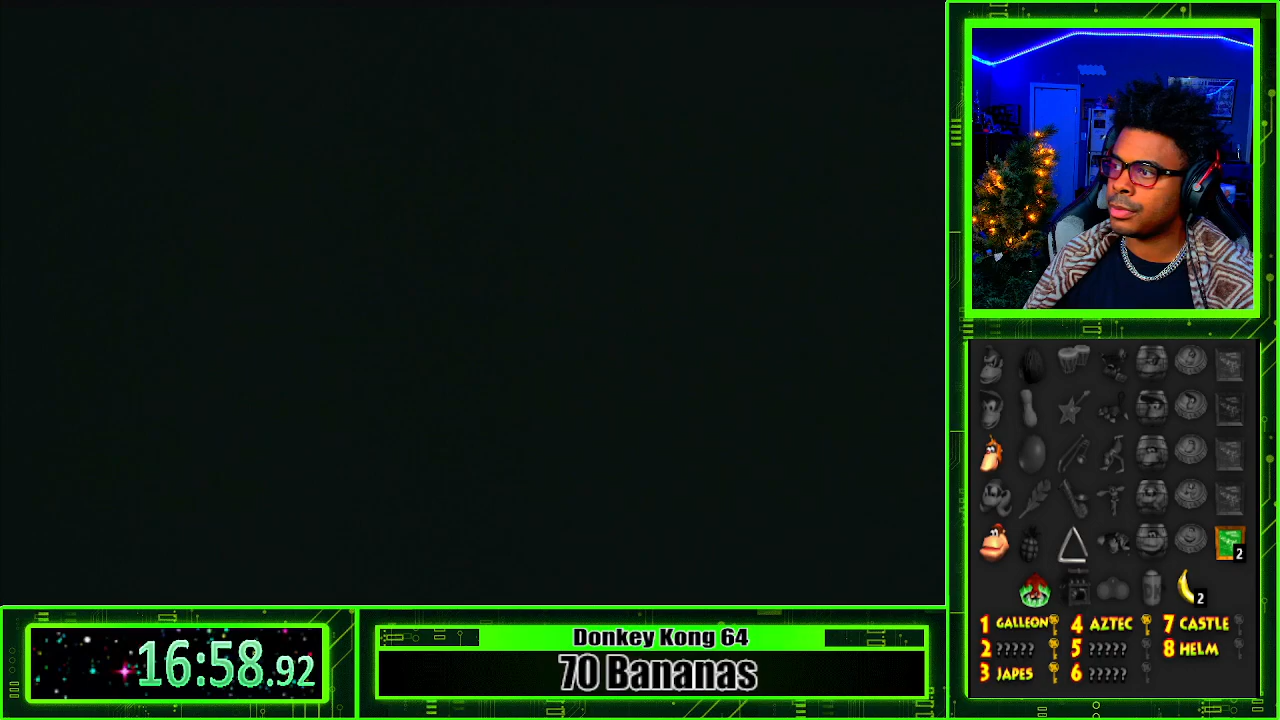 2
2
1 GALLEON 4 AZTEC 7 CASTLE
2 ????? 5 ????? 8 HELM
3 JAPES 6 ?????
16:58.92
Donkey Kong 64
70 Bananas